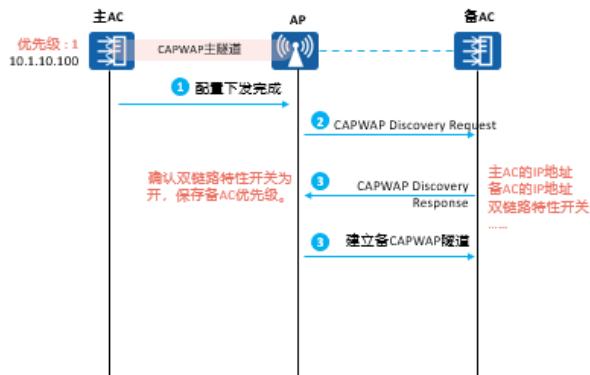 主AC
AP
备AC
优先级：1
10.1.10.100
CAPWAP主隧道
1 配置下发完成
2 CAPWAP Discovery Request
确认双链路特性开关为
开，保存备AC优先级。
3 CAPWAP Discovery
Response
主AC的IP地址
备AC的IP地址
双链路特性开关
……
3 建立备CAPWAP隧道